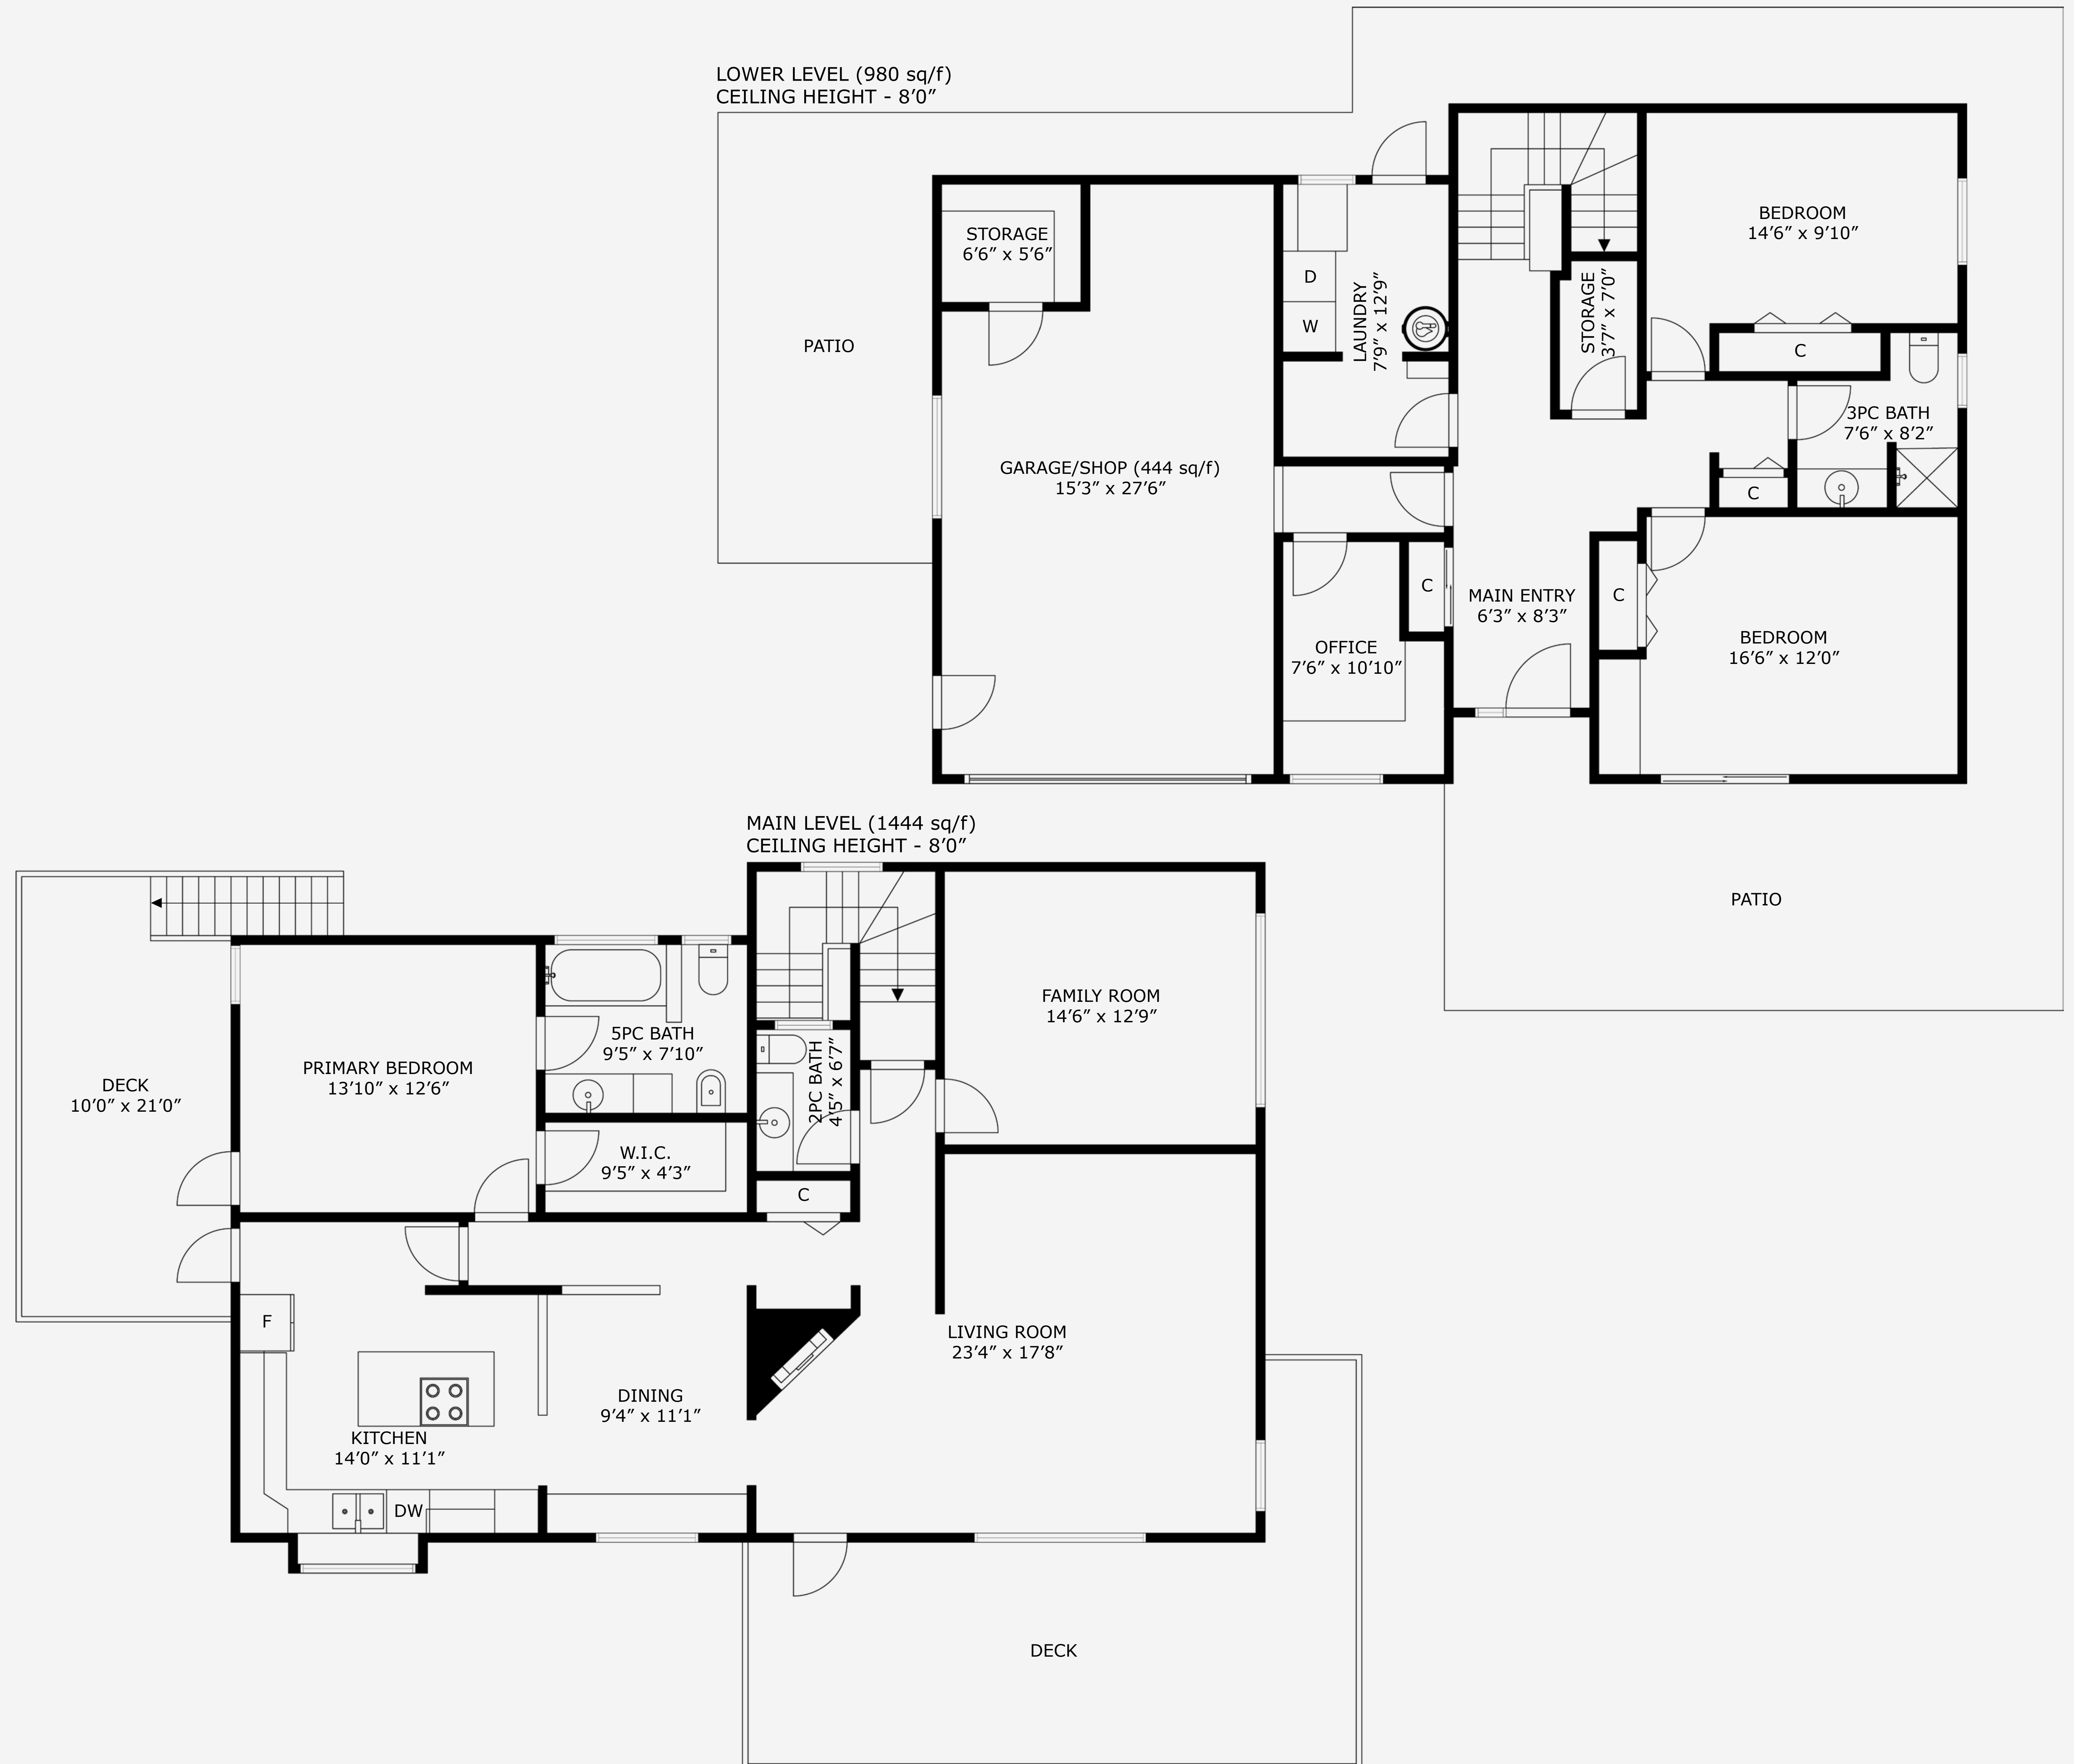 LOWER LEVEL (980 sq/f)
CEILING HEIGHT - 8’0”
STORAGE
6’6” x 5’6”
D
W
LAUNDRY
7’9” x 12’9”
STORAGE
3’7” x 7’0”
BEDROOM
14’6” x 9’10”
C
PATIO
3PC BATH
7’6” x 8’2”
C
GARAGE/SHOP (444 sq/f)
15’3” x 27’6”
C
MAIN ENTRY
6’3” x 8’3”
C
OFFICE
7’6” x 10’10”
BEDROOM
16’6” x 12’0”
PATIO
MAIN LEVEL (1444 sq/f)
CEILING HEIGHT - 8’0”
FAMILY ROOM
14’6” x 12’9”
5PC BATH
9’5” x 7’10”
2PC BATH
4’5” x 6’7”
PRIMARY BEDROOM
13’10” x 12’6”
DECK
10’0” x 21’0”
W.I.C.
9’5” x 4’3”
C
F
LIVING ROOM
23’4” x 17’8”
DINING
9’4” x 11’1”
KITCHEN
14’0” x 11’1”
DW
DECK